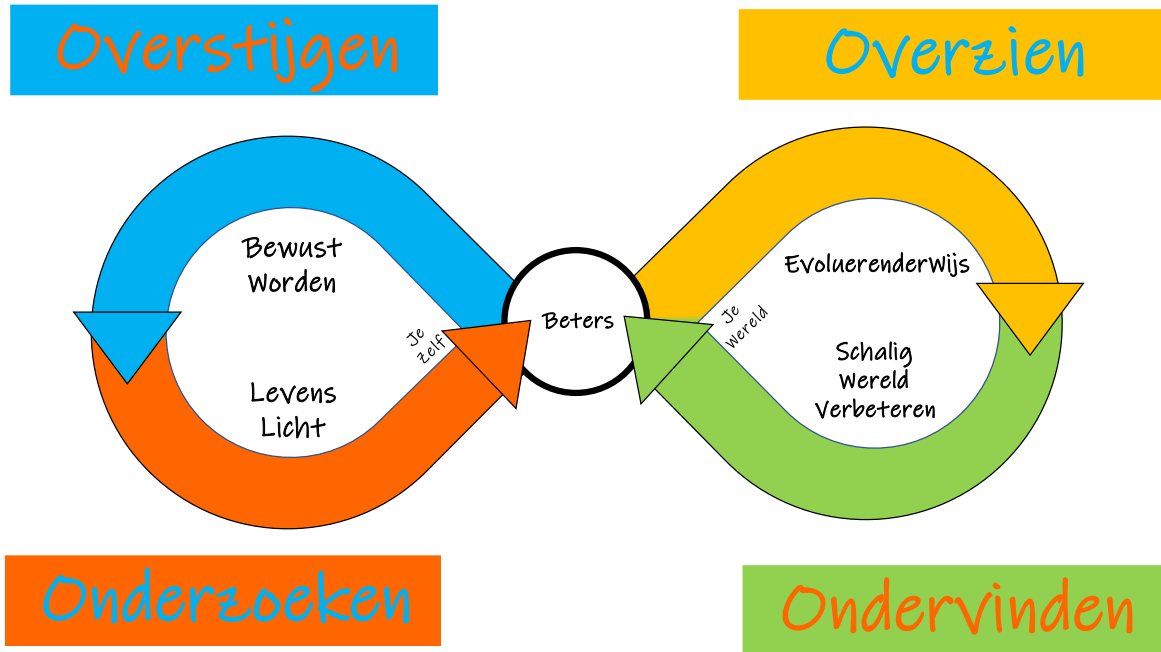 Overstijgen
Overzien
Bewust
Worden
Je
zelf
Levens
Licht
Beters
Je
wereld
EvoluerenderWijs
Schalig
Wereld
Verbeteren
Onderzoeken
Ondervinden